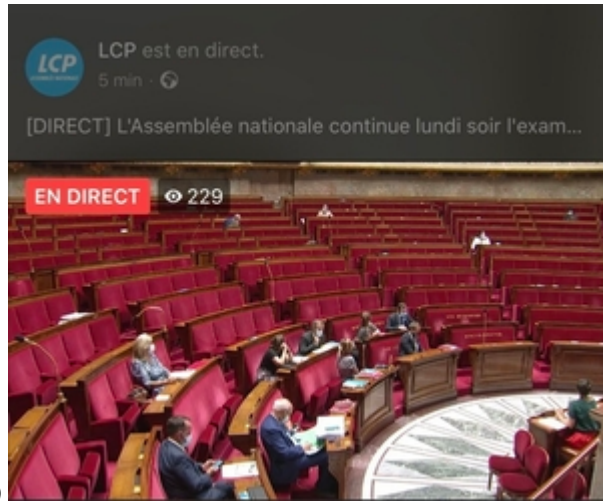 LCP est en direct.
LCP
5 min ·
[DIRECT] L'Assemblée nationale continue lundi soir l'exam...
EN DIRECT 229